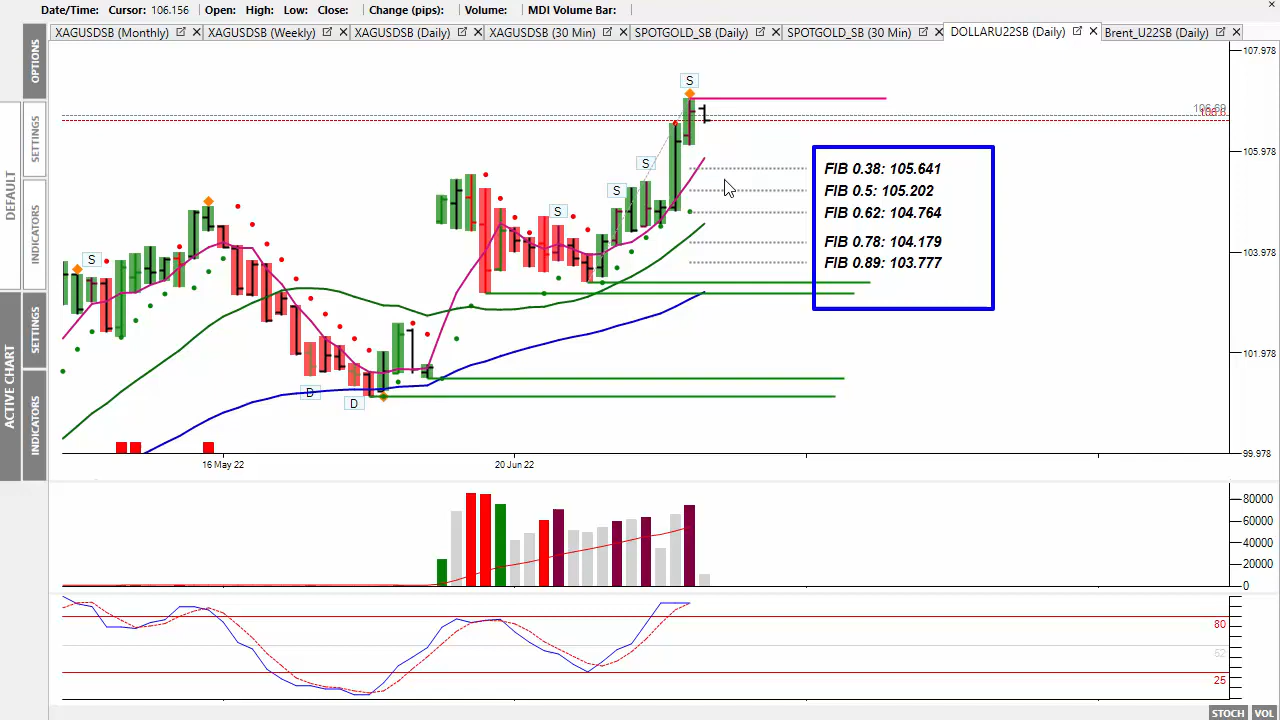 Date/Time: Cursor: 106.156 Open: High: Low: Close: Change (pips): Volume: MDI Volume Bar:
XAGUSDSB (Monthly) XAGUSDSB (Weekly) XAGUSDSB (Daily) XAGUSDSB (30 Min) SPOTGOLD_SB (Daily) SPOTGOLD_SB (30 Min) DOLLARU22SB (Daily) Brent_U22SB (Daily)
OPTIONS
SETTINGS
INDICATORS
DEFAULT
SETTINGS
INDICATORS
ACTIVE CHART
107.978
S
105.978
S
S
S
S
103.978
101.978
D
D
99.978
FIB 0.38: 105.641
FIB 0.5: 105.202
FIB 0.62: 104.764
FIB 0.78: 104.179
FIB 0.89: 103.777
16 May 22
20 Jun 22
80000
60000
40000
20000
0
80
62
25
STOCH VOL